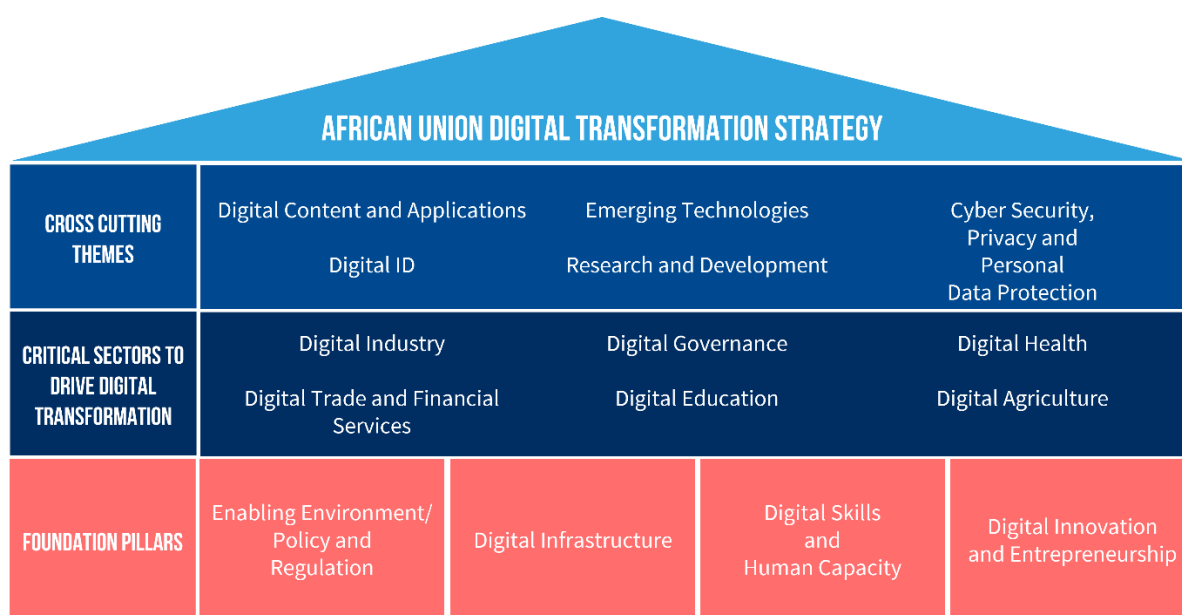 AFRICAN UNION DIGITAL TRANSFORMATION STRATEGY
CROSS CUTTING
THEMES
Digital Content and Applications
Digital ID
Emerging Technologies
Research and Development
Cyber Security,
Privacy and
Personal
Data Protection
CRITICAL SECTORS TO
DRIVE DIGITAL
TRANSFORMATION
Digital Industry
Digital Trade and Financial
Services
Digital Governance
Digital Education
Digital Health
Digital Agriculture
FOUNDATION PILLARS
Enabling Environment/
Policy and
Regulation
Digital Infrastructure
Digital Skills
and
Human Capacity
Digital Innovation
and Entrepreneurship